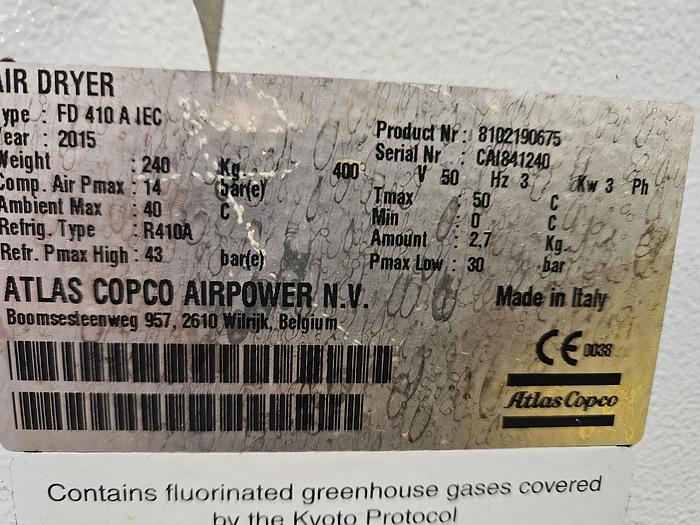 AIR DRYER
Type : FD 410 A IEC
Year : 2015
Product Nr : 8102190675
Weight : 240 Kg.
Serial Nr : CAI841240
400 V 50 Hz 3 Kw 3 Ph
Comp. Air Pmax : 14 bar(e)
Tmax : 50 C
Ambient Max : 40 C
Min : 0 C
Refrig. Type : R410A
Amount : 2,7 Kg.
Refr. Pmax High : 43 bar(e)
Pmax Low : 30 bar
ATLAS COPCO AIRPOWER N.V.
Made in Italy
Boomsesteenweg 957, 2610 Wilrijk, Belgium
CE 0038
Atlas Copco
Contains fluorinated greenhouse gases covered
by the Kyoto Protocol